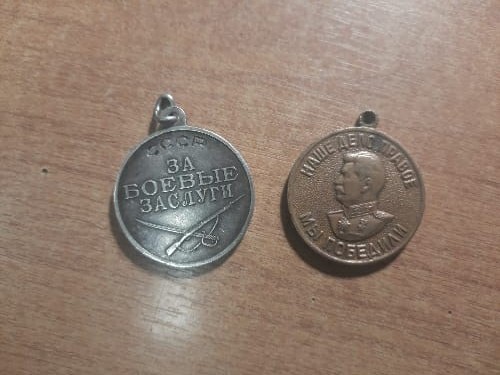 СССР
ЗА
БОЕВЫЕ
ЗАСЛУГИ
НАШЕ ДЕЛО ПРАВОЕ
МЫ ПОБЕДИЛИ